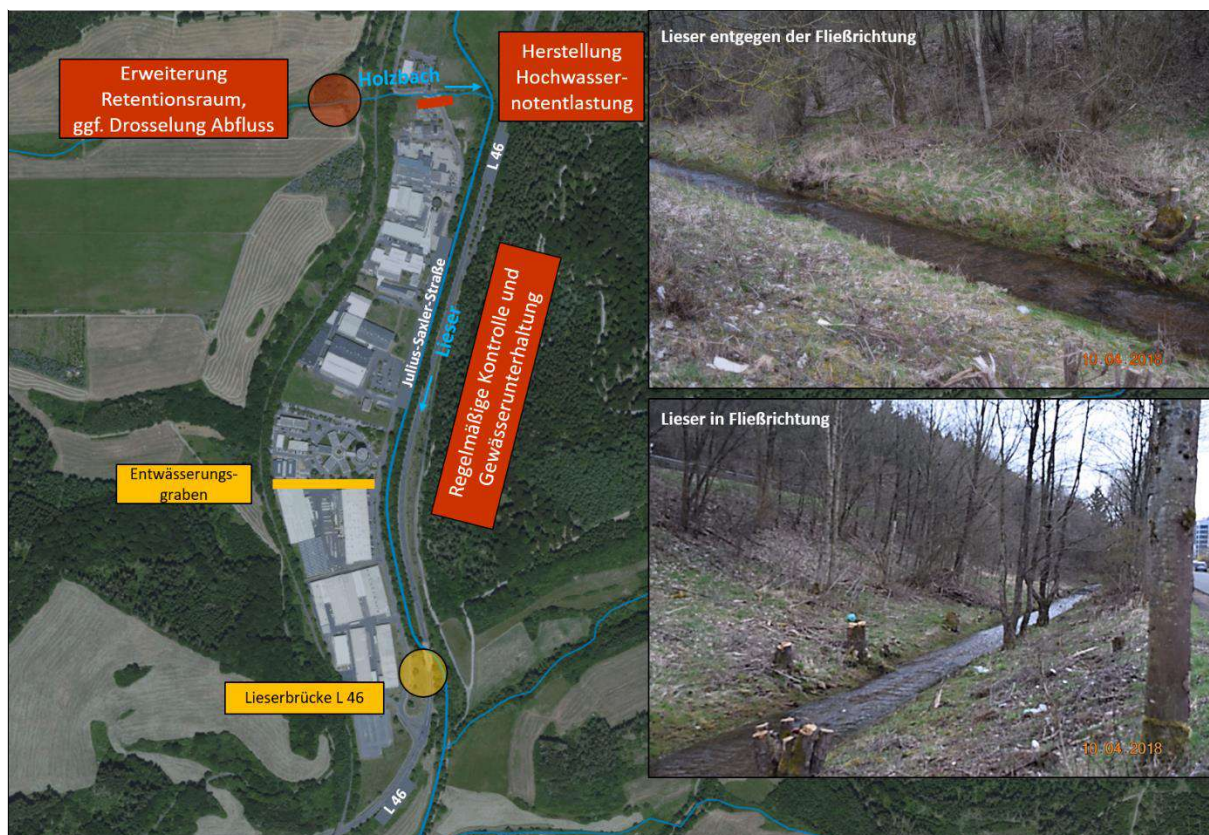 Erweiterung
Retentionsraum,
ggf. Drosselung Abfluss
Holzbach
Herstellung
Hochwasser-
notentlastung
L 46
Julius-Saxler-Straße
Lieser
Regelmäßige Kontrolle und
Gewässerunterhaltung
Entwässerungs-
graben
Lieserbrücke L 46
L 46
Lieser entgegen der Fließrichtung
10. 04. 2018
Lieser in Fließrichtung
10. 04. 2018